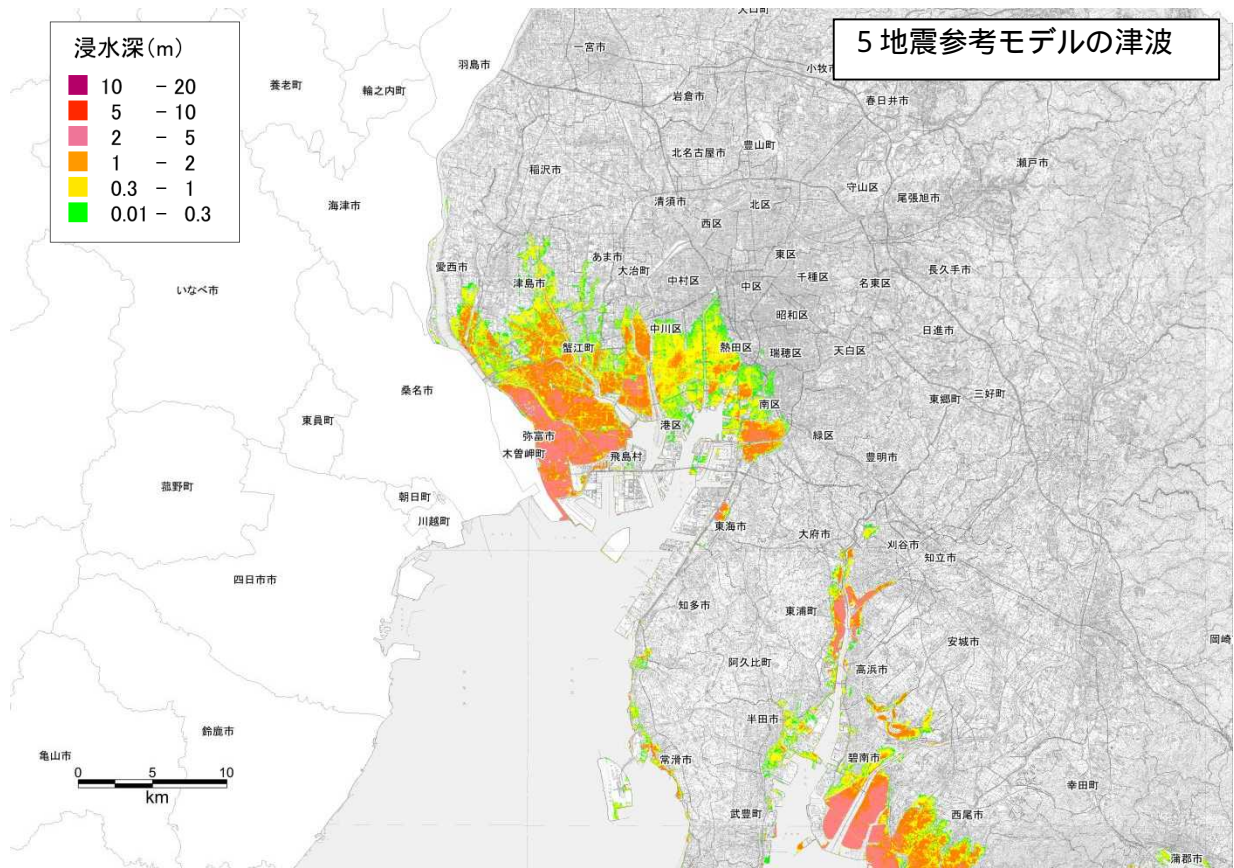 ５地震参考モデルの津波
浸水深(m)
10 － 20
5 － 10
2 － 5
1 － 2
0.3 － 1
0.01 － 0.3
大口町
一宮市
羽島市
小牧市
養老町
輪之内町
岩倉市
春日井市
豊山町
北名古屋市
瀬戸市
稲沢市
守山区
尾張旭市
清須市
北区
海津市
西区
あま市
東区
愛西市
大治町
長久手市
千種区
津島市
中村区
中区
名東区
いなべ市
昭和区
中川区
日進市
蟹江町
熱田区
瑞穂区
天白区
桑名市
三好町
東郷町
南区
東員町
港区
弥富市
緑区
木曽岬町
飛島村
豊明市
菰野町
朝日町
川越町
東海市
大府市
刈谷市
知立市
四日市市
知多市
東浦町
安城市
岡崎
阿久比町
高浜市
半田市
鈴鹿市
亀山市
常滑市
碧南市
0 5 10
km
幸田町
武豊町
西尾市
蒲郡市